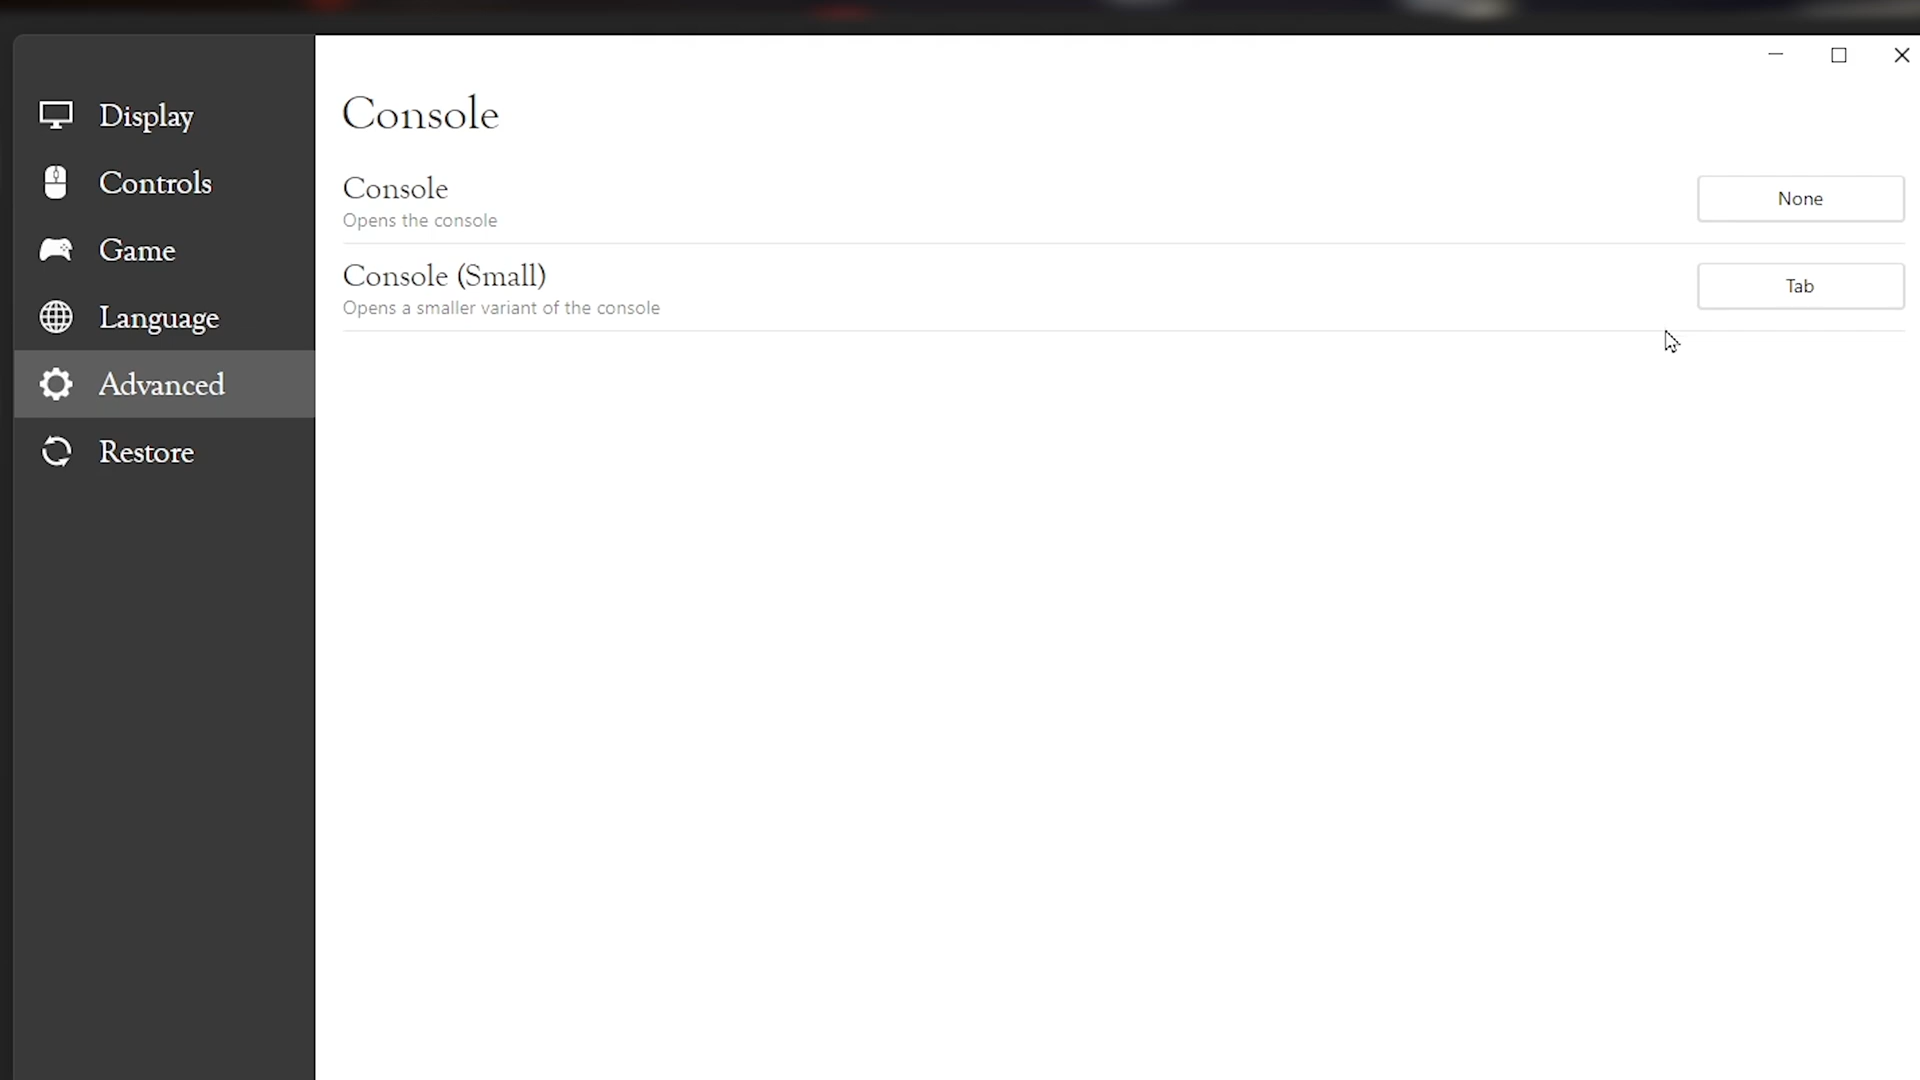 Display
Controls
Game
Language
Advanced
Restore
Console
Console
Opens the console
None
Console (Small)
Opens a smaller variant of the console
Tab